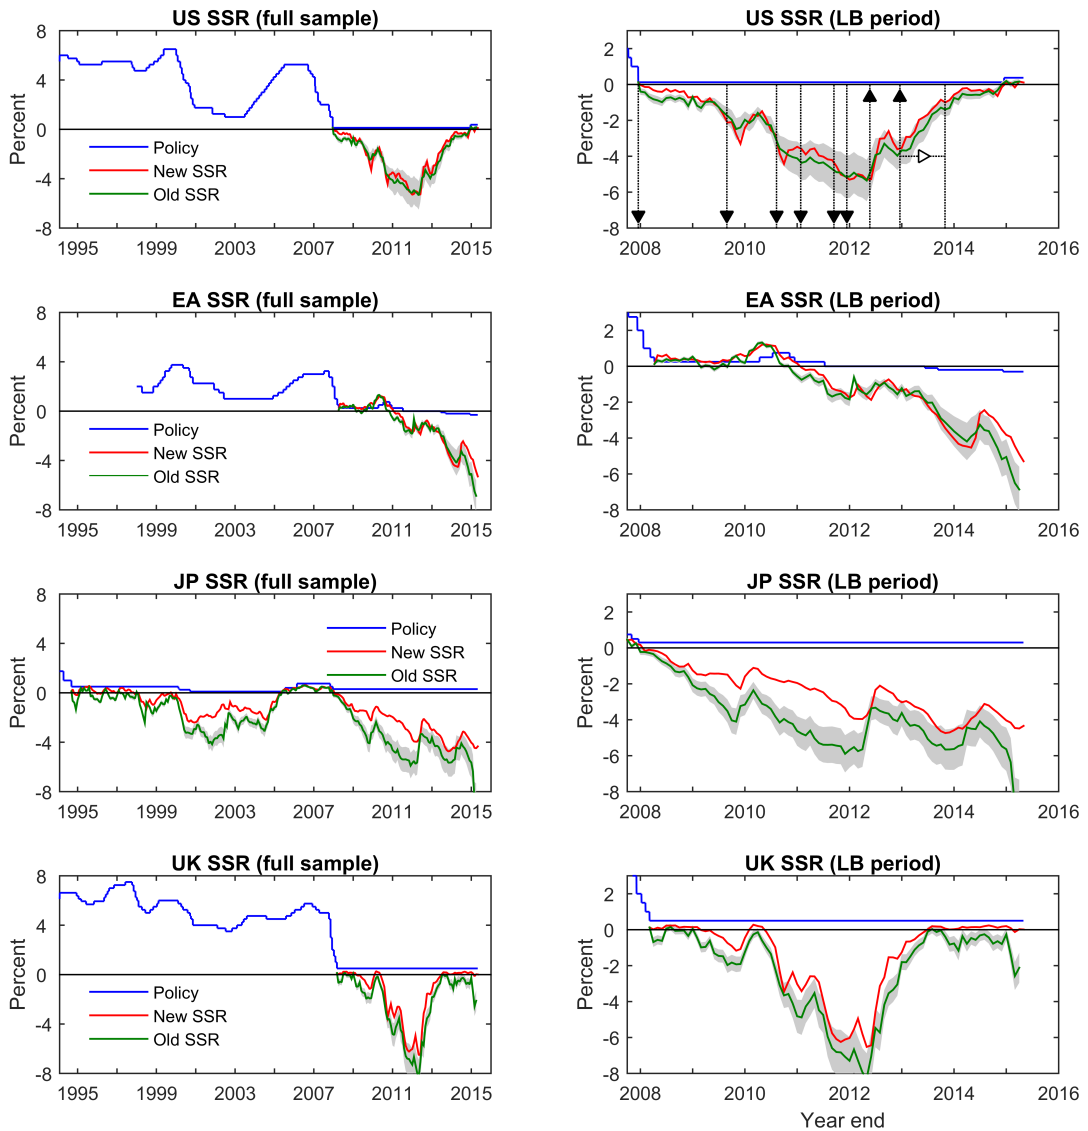 US SSR (full sample)
8
4
0
-4
-8
Percent
Policy
New SSR
Old SSR
1995 1999 2003 2007 2011 2015
US SSR (LB period)
2
0
-2
-4
-6
-8
Percent
2008 2010 2012 2014 2016
EA SSR (full sample)
8
4
0
-4
-8
Percent
Policy
New SSR
Old SSR
1995 1999 2003 2007 2011 2015
EA SSR (LB period)
2
0
-2
-4
-6
-8
Percent
2008 2010 2012 2014 2016
JP SSR (full sample)
8
4
0
-4
-8
Percent
Policy
New SSR
Old SSR
1995 1999 2003 2007 2011 2015
JP SSR (LB period)
2
0
-2
-4
-6
-8
Percent
2008 2010 2012 2014 2016
UK SSR (full sample)
8
4
0
-4
-8
Percent
Policy
New SSR
Old SSR
1995 1999 2003 2007 2011 2015
UK SSR (LB period)
2
0
-2
-4
-6
-8
Percent
2008 2010 2012 2014 2016
Year end